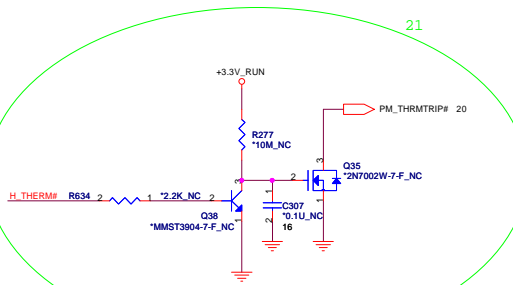 21
+3.3V_RUN
PM_THRMTRIP# 20
R277
*10M_NC
3
3
Q35
*2N7002W-7-F_NC
2
1
H_THERM# R634 2 1 *2.2K_NC 2
1
C307
*0.1U_NC
2
16
Q38
*MMST3904-7-F_NC
1